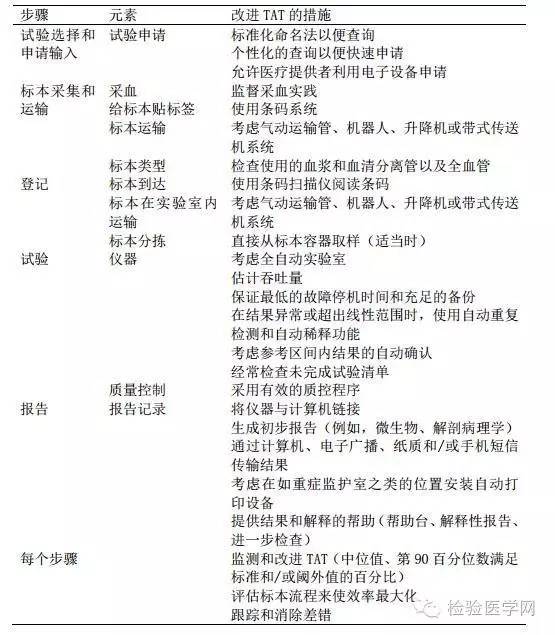 步骤 元素 改进TAT的措施
试验选择和 试验申请 标准化命名法以便查询
申请输入 个性化的查询以便快速申请
允许医疗提供者利用电子设备申请
标本采集和 采血 监督采血实践
运输 给标本贴标签 使用条码系统
标本运输 考虑气动运输管、机器人、升降机或带式传送
机系统
标本类型 检查使用的血浆和血清分离管以及全血管
登记 标本到达 使用条码扫描仪阅读条码
标本在实验室内 考虑气动运输管、机器人、升降机或带式传送
运输 机系统
标本分拣 直接从标本容器取样（适当时）
试验 仪器 考虑全自动实验室
估计吞吐量
保证最低的故障停机时间和充足的备份
在结果异常或超出线性范围时，使用自动重复
检测和自动稀释功能
考虑参考区间内结果的自动确认
经常检查未完成试验清单
质量控制 采用有效的质控程序
报告 报告记录 将仪器与计算机链接
生成初步报告（例如，微生物、解剖病理学）
通过计算机、电子广播、纸质和/或手机短信
传输结果
考虑在如重症监护室之类的位置安装自动打
印设备
提供结果和解释的帮助（帮助台、解释性报告、
进一步检查）
每个步骤 监测和改进TAT（中位值、第90百分位数满足
标准和/或阈外值的百分比）
评估标本流程来使效率最大化
跟踪和消除差错
检验医学网